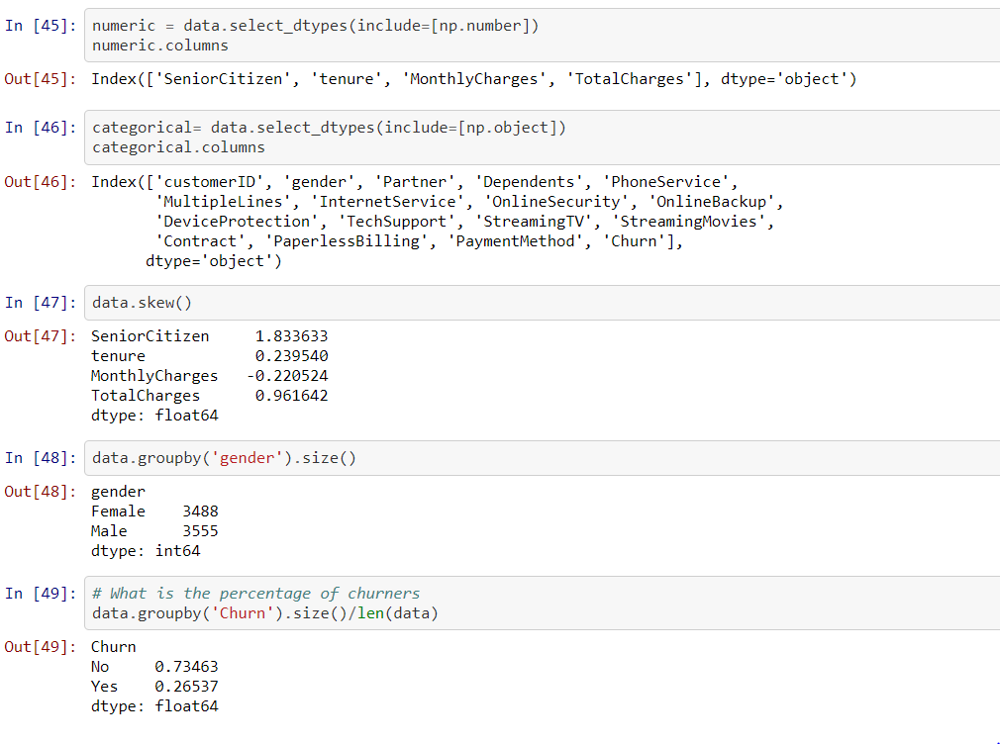 In [45]: numeric = data.select_dtypes(include=[np.number])
numeric.columns
Out[45]: Index(['SeniorCitizen', 'tenure', 'MonthlyCharges', 'TotalCharges'], dtype='object')
In [46]: categorical= data.select_dtypes(include=[np.object])
categorical.columns
Out[46]: Index(['customerID', 'gender', 'Partner', 'Dependents', 'PhoneService',
'MultipleLines', 'InternetService', 'OnlineSecurity', 'OnlineBackup',
'DeviceProtection', 'TechSupport', 'StreamingTV', 'StreamingMovies',
'Contract', 'PaperlessBilling', 'PaymentMethod', 'Churn'],
dtype='object')
In [47]: data.skew()
Out[47]: SeniorCitizen 1.833633
tenure 0.239540
MonthlyCharges -0.220524
TotalCharges 0.961642
dtype: float64
In [48]: data.groupby('gender').size()
Out[48]: gender
Female 3488
Male 3555
dtype: int64
In [49]: # What is the percentage of churners
data.groupby('Churn').size()/len(data)
Out[49]: Churn
No 0.73463
Yes 0.26537
dtype: float64